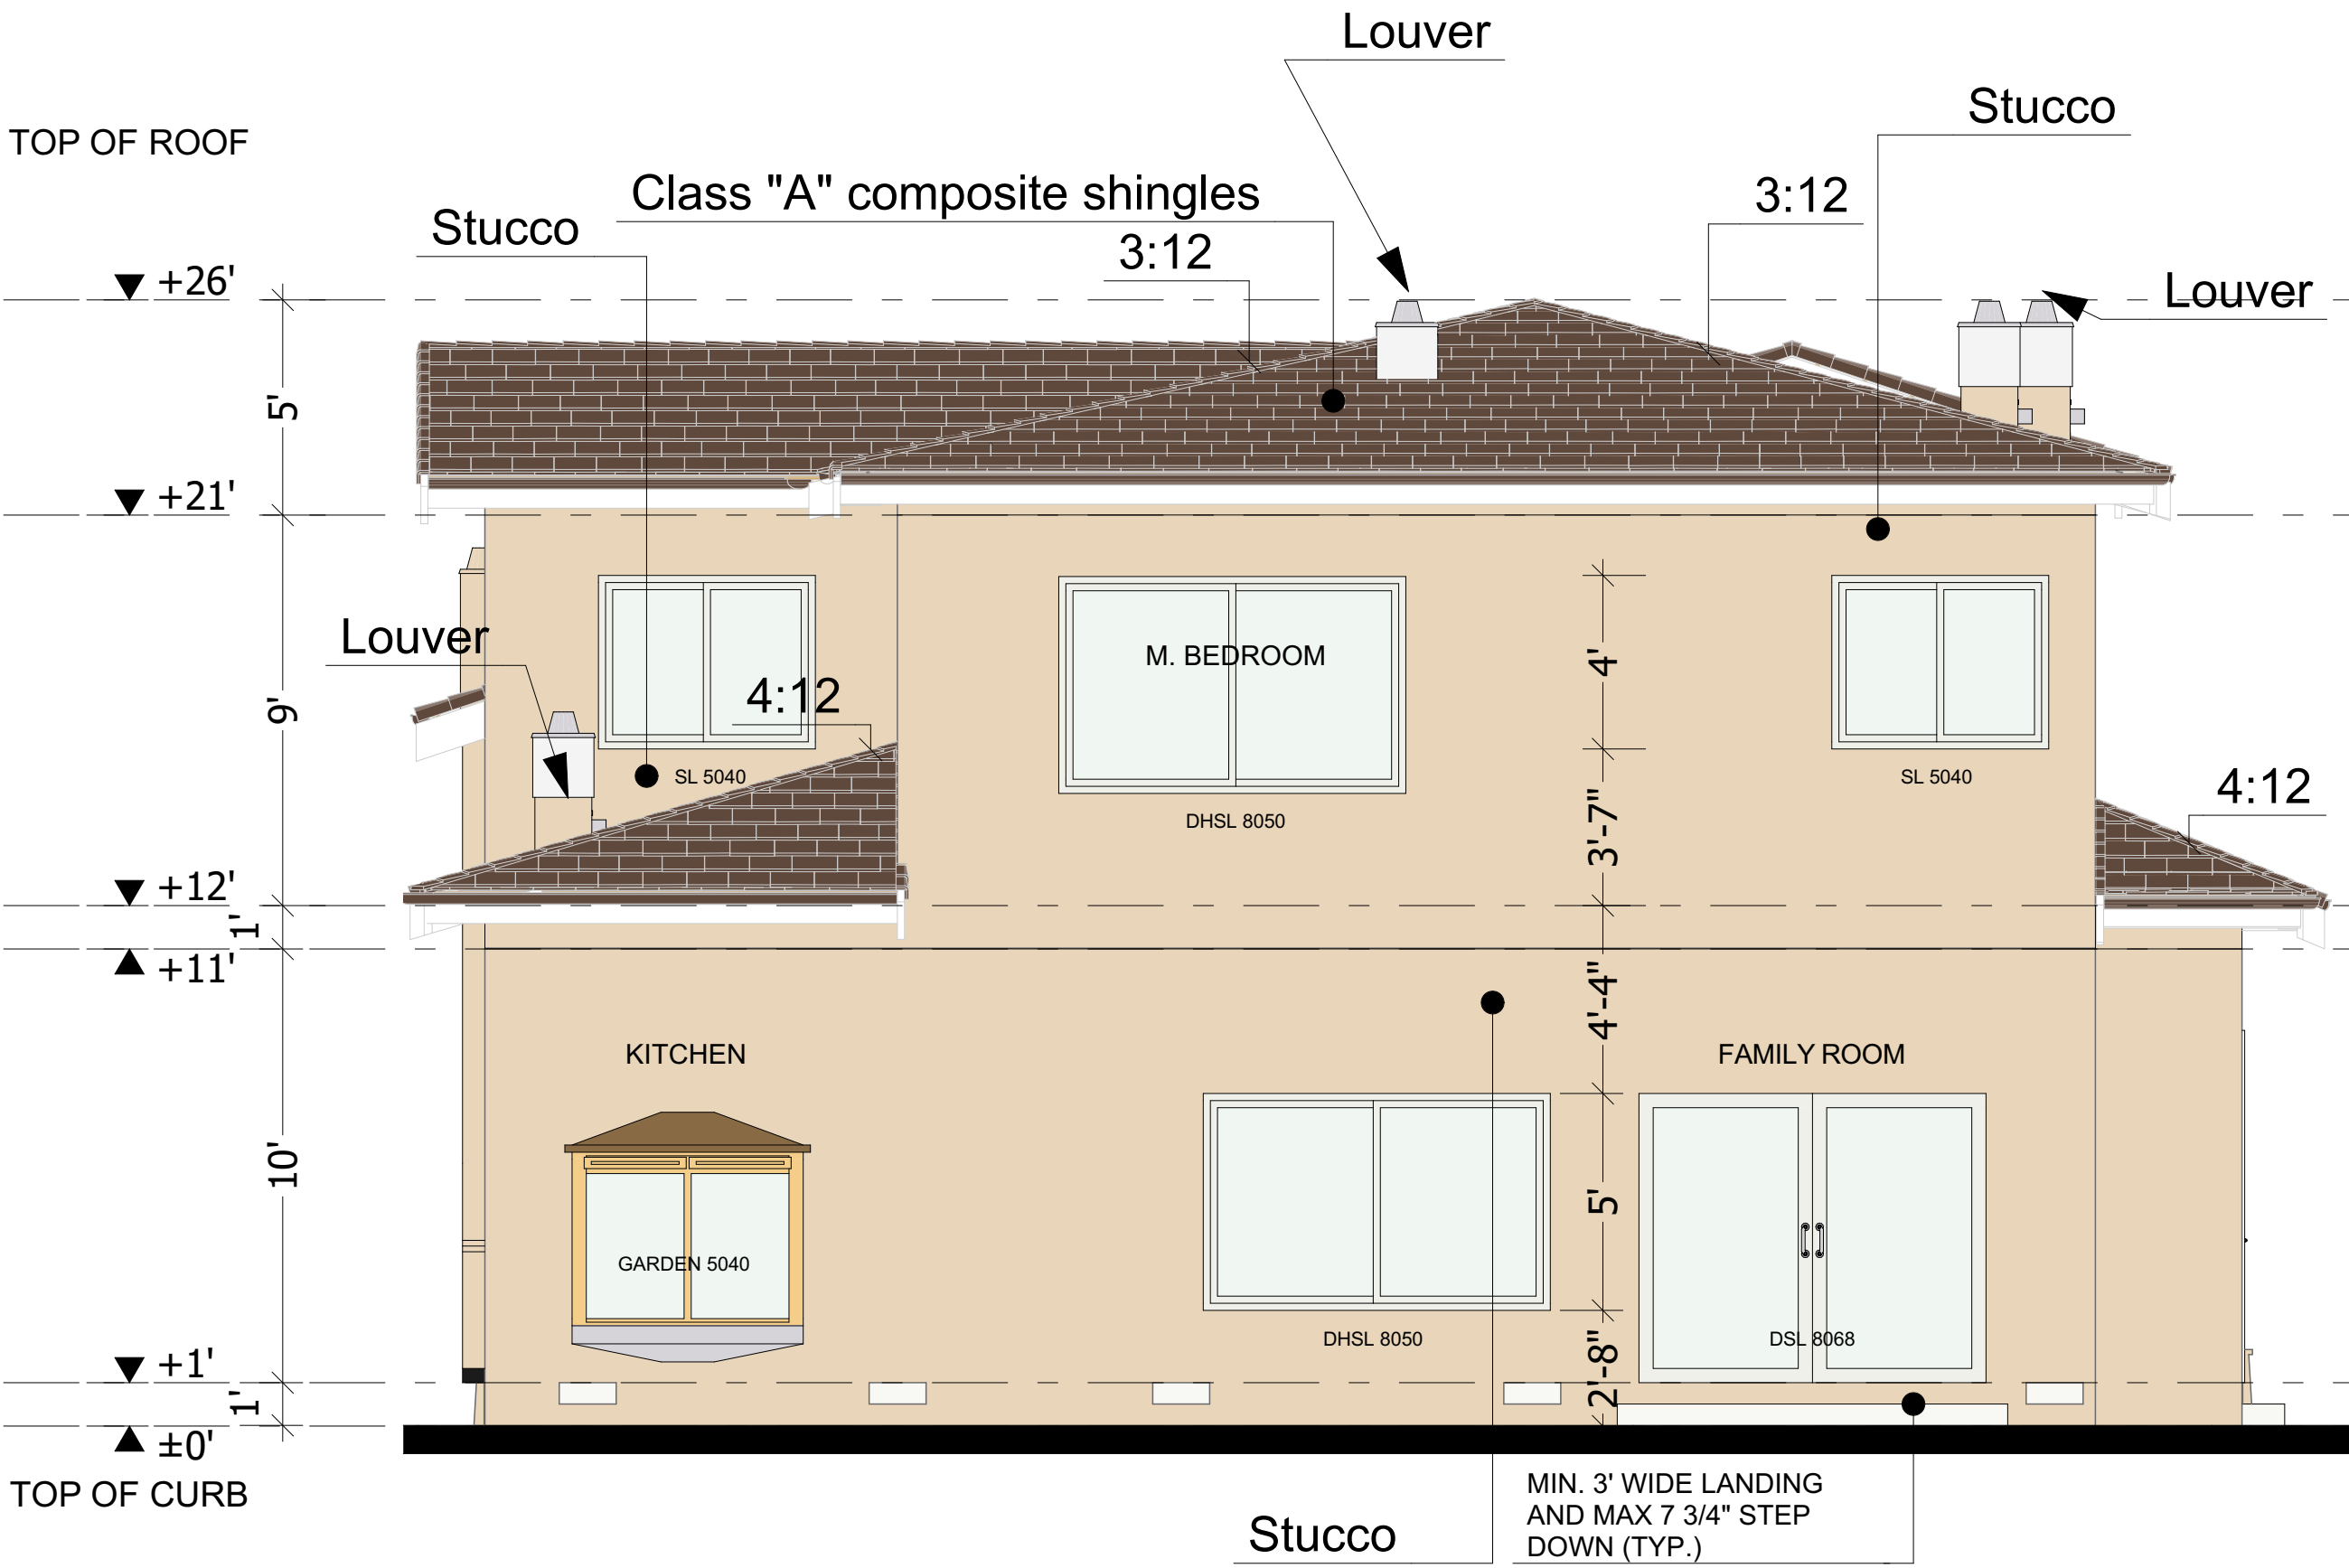 Louver
Stucco
TOP OF ROOF
Class "A" composite shingles
3:12
Stucco
3:12
+26'
Louver
5'
+21'
Louver
M. BEDROOM
4'
4:12
9'
SL 5040
SL 5040
4:12
DHSL 8050
3'-7"
+12'
1'
+11'
4'-4"
KITCHEN
FAMILY ROOM
10'
5'
GARDEN 5040
DHSL 8050
DSL 8068
+1'
2'-8"
1'
±0'
TOP OF CURB
MIN. 3' WIDE LANDING
AND MAX 7 3/4" STEP
DOWN (TYP.)
Stucco